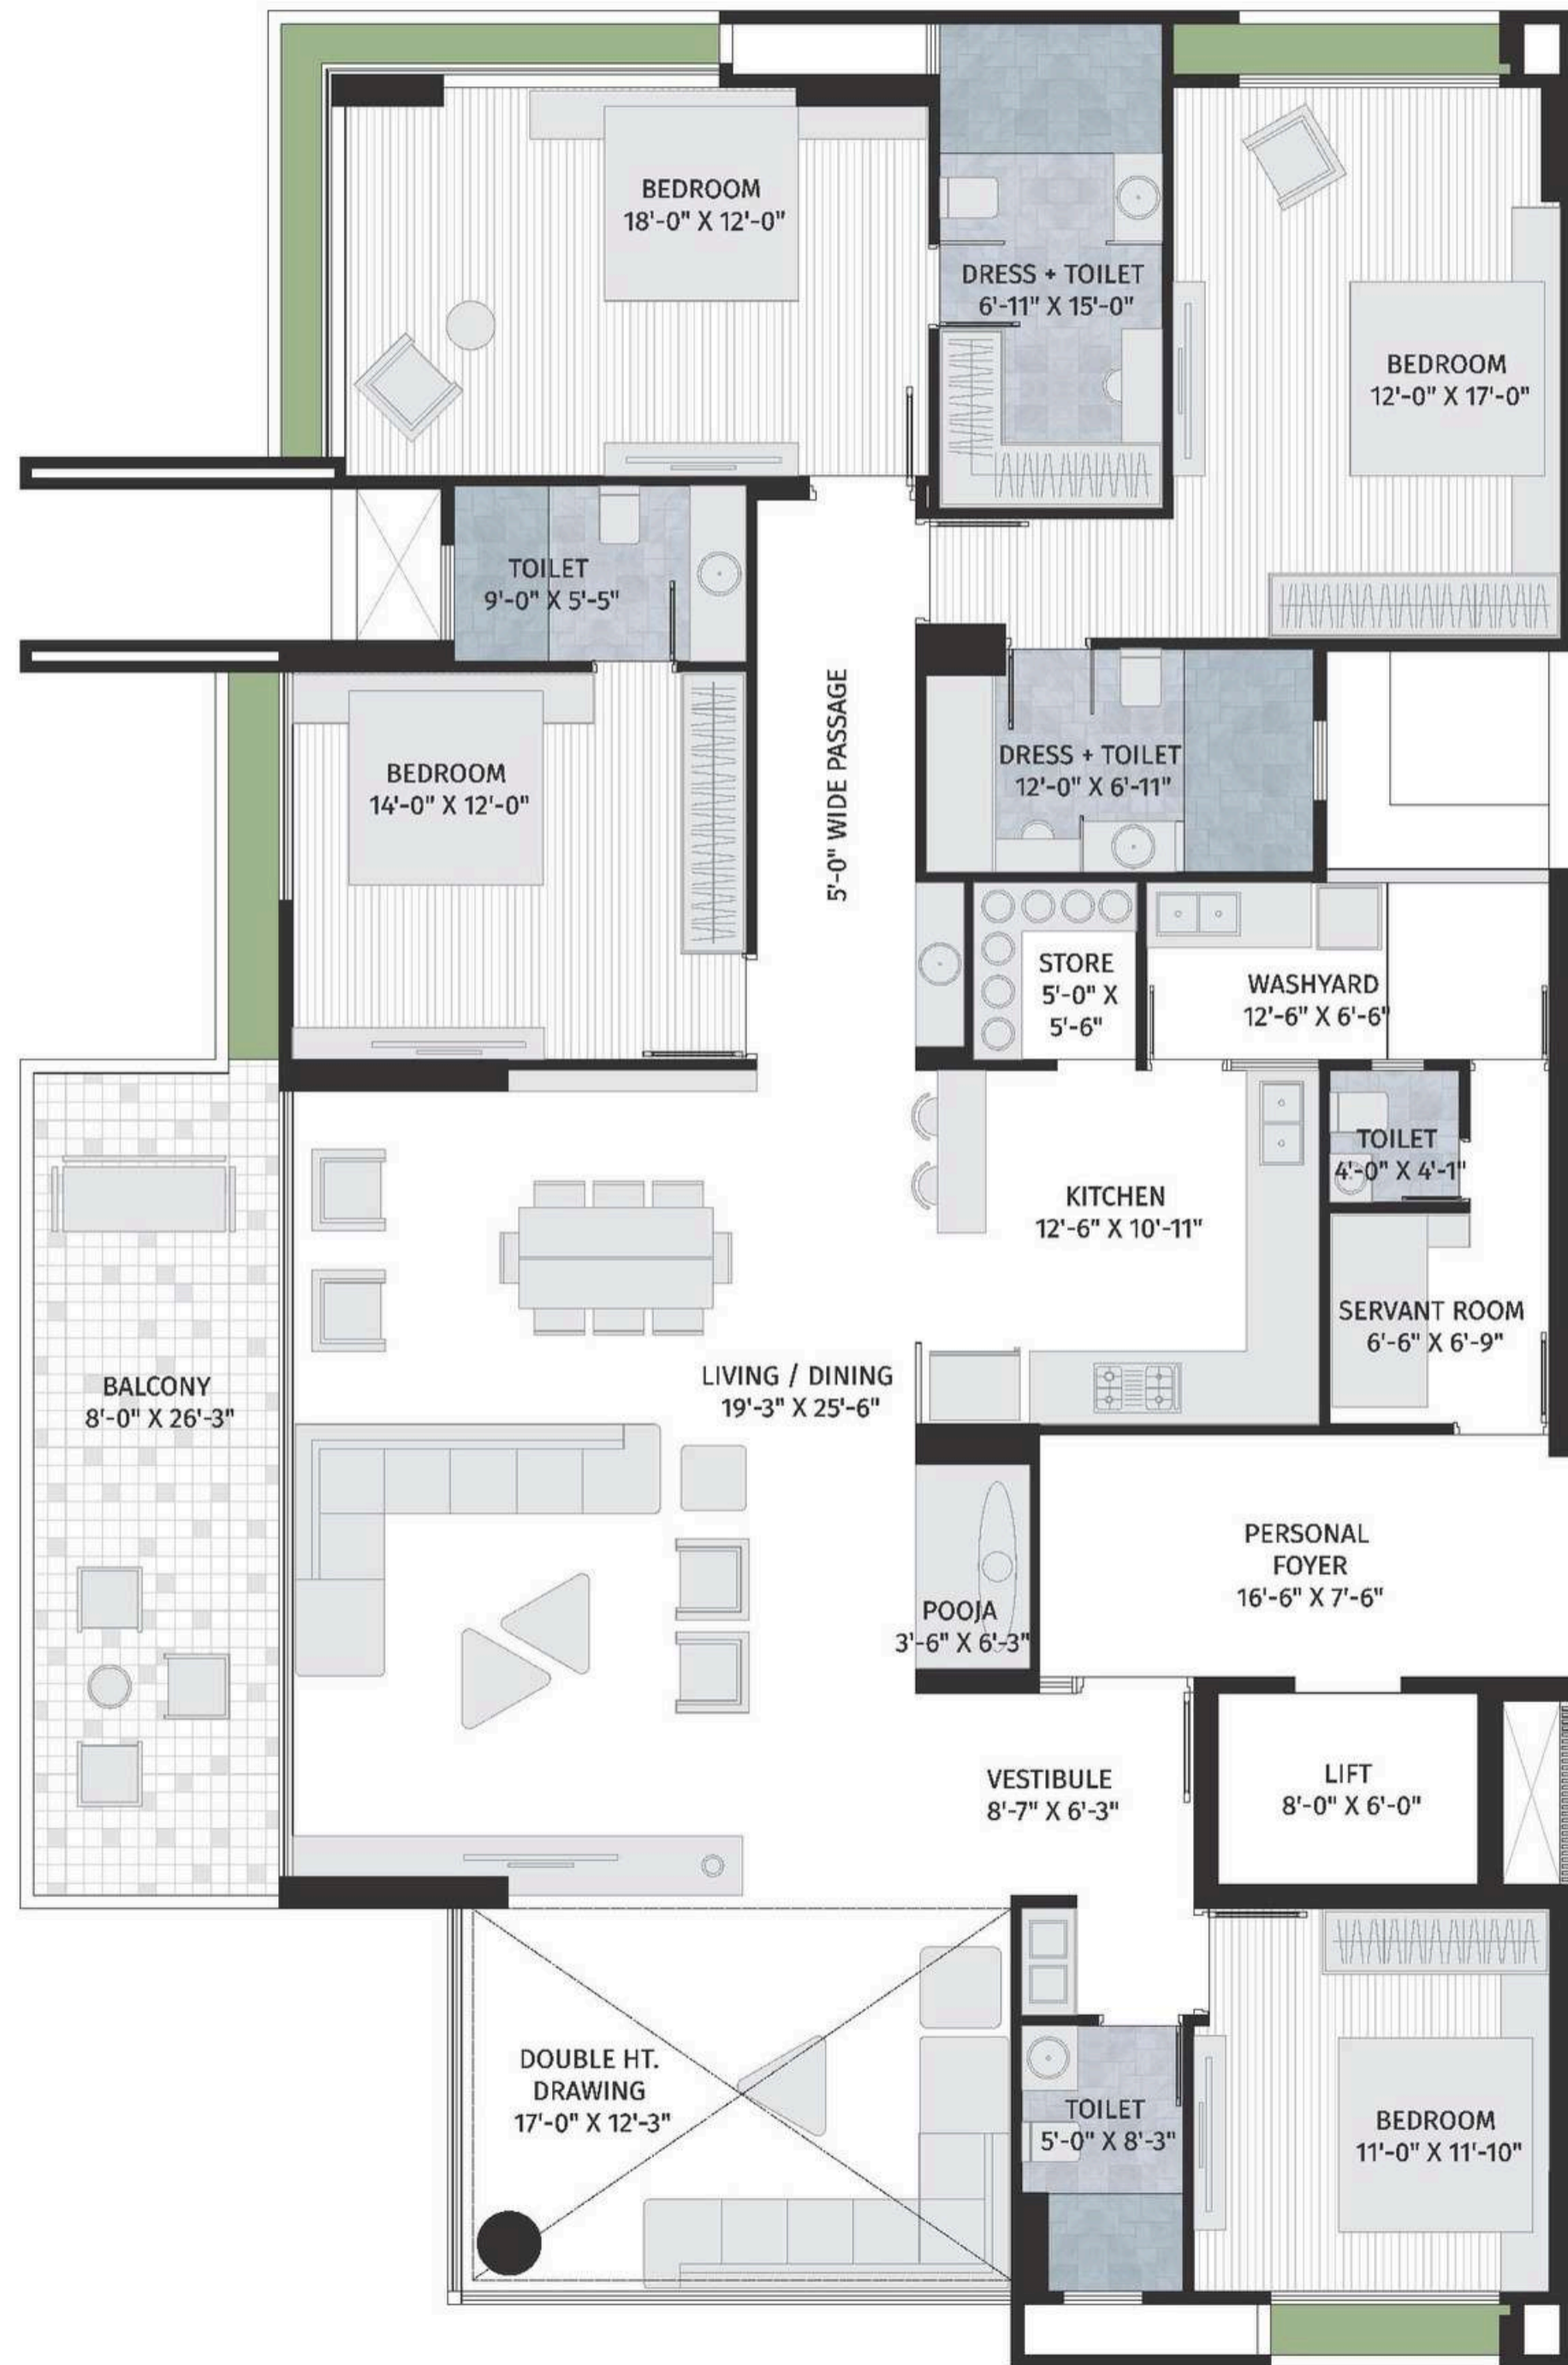 BEDROOM
18'-0" X 12'-0"
DRESS + TOILET
6'-11" X 15'-0"
BEDROOM
12'-0" X 17'-0"
TOILET
9'-0" X 5'-5"
5'-0" WIDE PASSAGE
BEDROOM
14'-0" X 12'-0"
DRESS + TOILET
12'-0" X 6'-11"
STORE
5'-0" X
5'-6"
WASHYARD
12'-6" X 6'-6"
TOILET
4'-0" X 4'-1"
KITCHEN
12'-6" X 10'-11"
SERVANT ROOM
6'-6" X 6'-9"
BALCONY
8'-0" X 26'-3"
LIVING / DINING
19'-3" X 25'-6"
PERSONAL
FOYER
16'-6" X 7'-6"
POOJA
3'-6" X 6'-3"
VESTIBULE
8'-7" X 6'-3"
LIFT
8'-0" X 6'-0"
DOUBLE HT.
DRAWING
17'-0" X 12'-3"
TOILET
5'-0" X 8'-3"
BEDROOM
11'-0" X 11'-10"